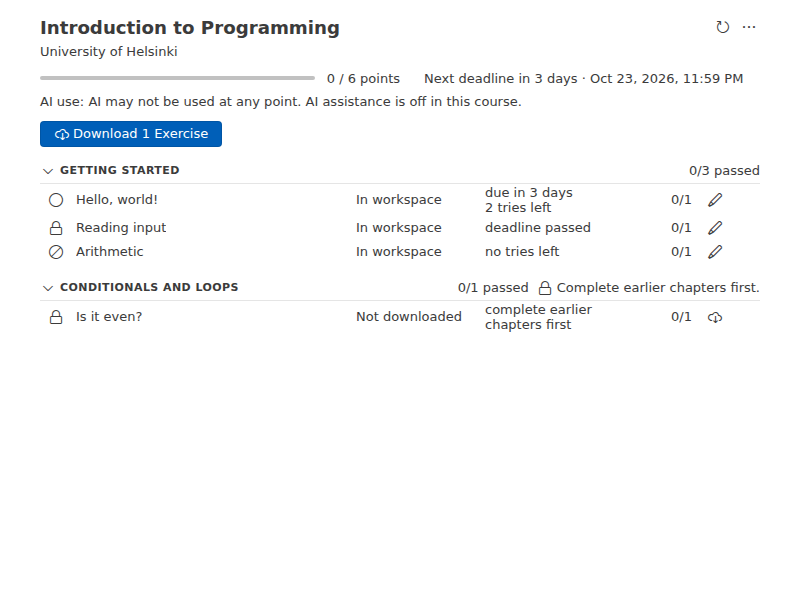 Introduction to Programming
University of Helsinki
0 / 6 points Next deadline in 3 days · Oct 23, 2026, 11:59 PM
AI use: AI may not be used at any point. AI assistance is off in this course.
Download 1 Exercise
GETTING STARTED 0/3 passed
Hello, world! In workspace due in 3 days 0/1
2 tries left
Reading input In workspace deadline passed 0/1
Arithmetic In workspace no tries left 0/1
CONDITIONALS AND LOOPS 0/1 passed Complete earlier chapters first.
Is it even? Not downloaded complete earlier 0/1
chapters first